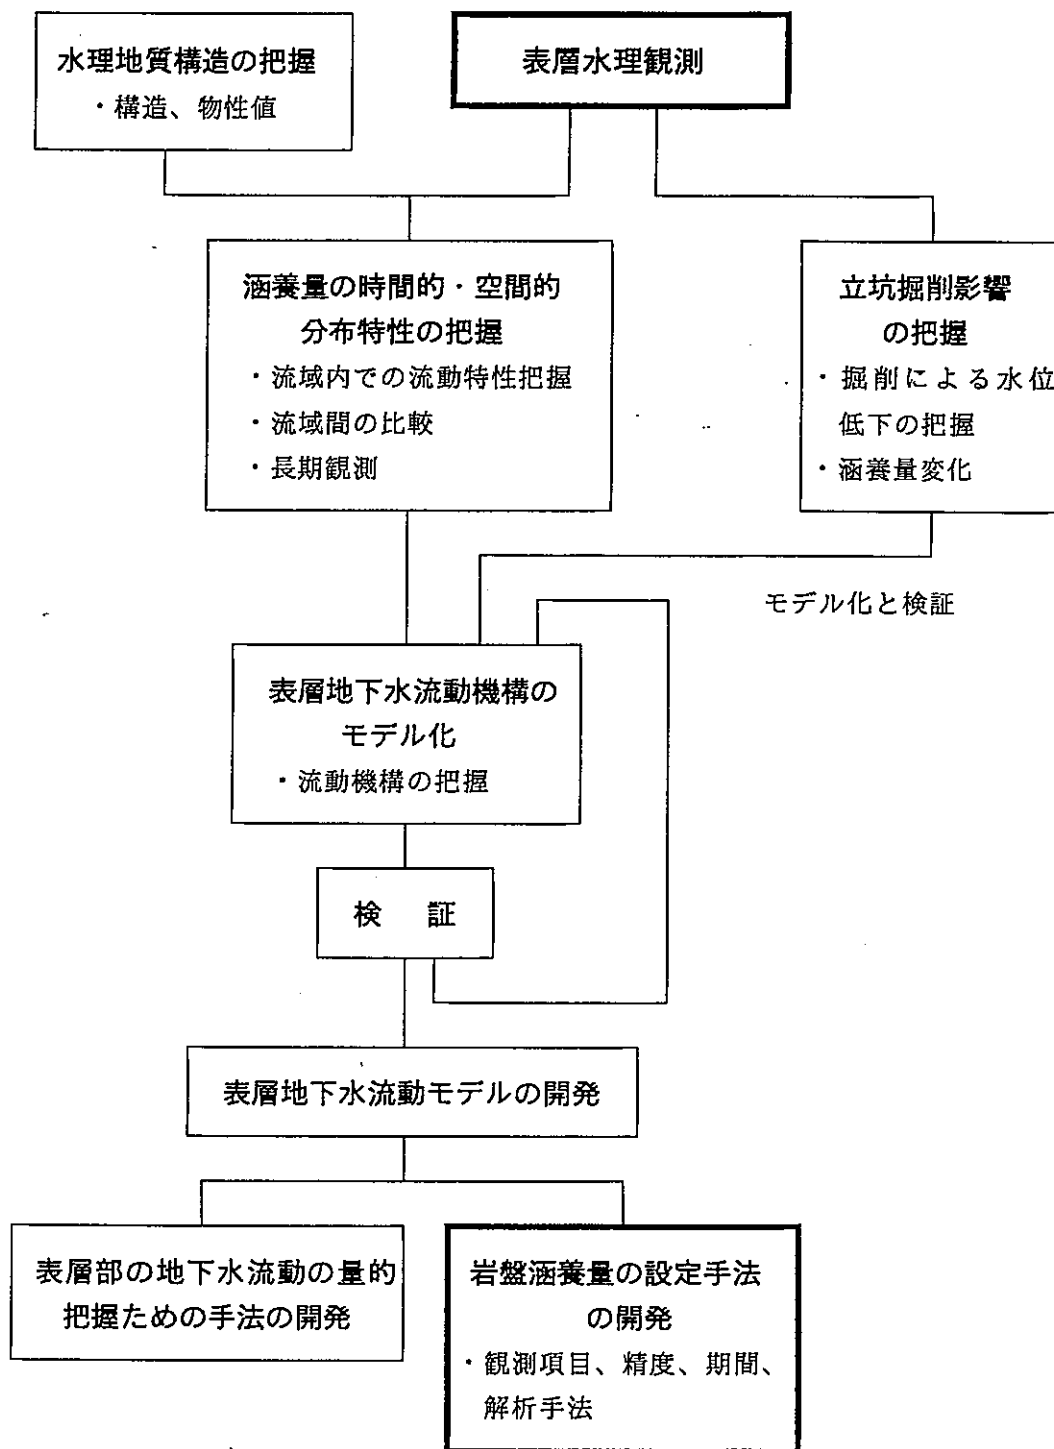 水理地質構造の把握
・構造、物性値
表層水理観測
涵養量の時間的・空間的
分布特性の把握
・流域内での流動特性把握
・流域間の比較
・長期観測
立坑掘削影響
の把握
・掘削による水位
低下の把握
・涵養量変化
モデル化と検証
表層地下水流動機構の
モデル化
・流動機構の把握
検 証
表層地下水流動モデルの開発
表層部の地下水流動の量的
把握ための手法の開発
岩盤涵養量の設定手法
の開発
・観測項目、精度、期間、
解析手法